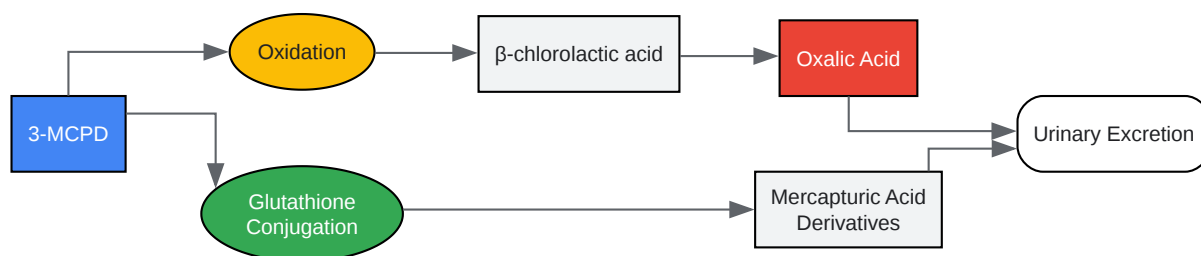 Oxidation
β-chlorolactic acid
Oxalic Acid
3-MCPD
Urinary Excretion
Glutathione
Conjugation
Mercapturic Acid
Derivatives